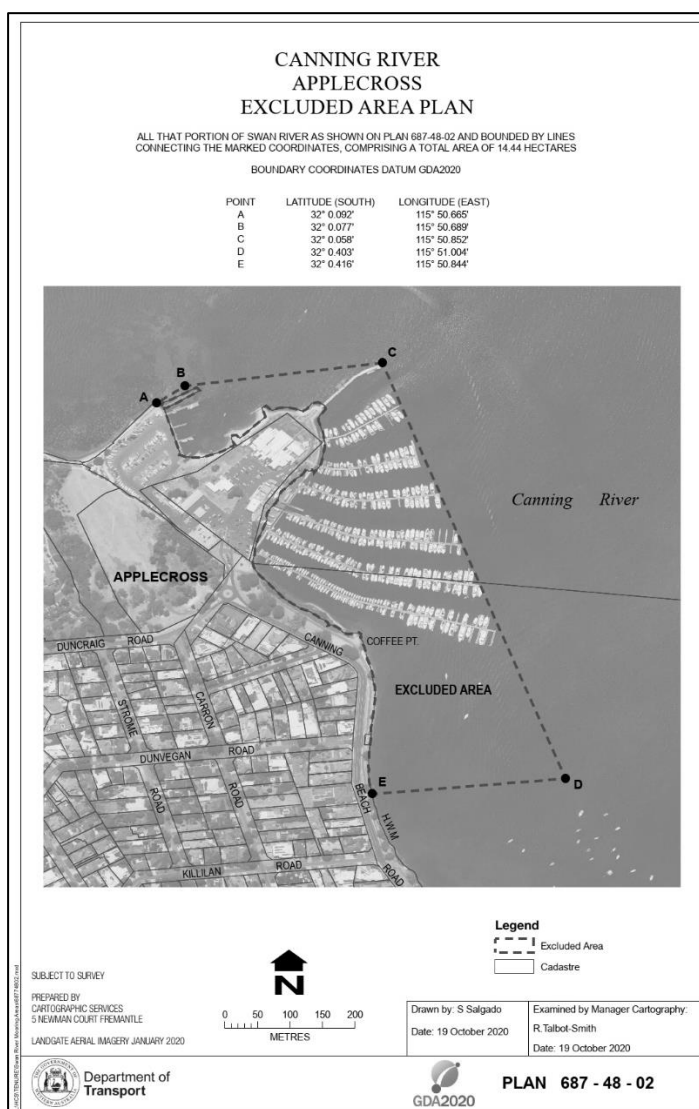 CANNING RIVER
APPLECROSS
EXCLUDED AREA PLAN
ALL THAT PORTION OF SWAN RIVER AS SHOWN ON PLAN 687-48-02 AND BOUNDED BY LINES
CONNECTING THE MARKED COORDINATES, COMPRISING A TOTAL AREA OF 14.44 HECTARES
BOUNDARY COORDINATES DATUM GDA2020
POINT LATITUDE (SOUTH) LONGITUDE (EAST)
A 32° 0.092' 115° 50.665'
B 32° 0.077' 115° 50.689'
C 32° 0.058' 115° 50.852'
D 32° 0.403' 115° 51.004'
E 32° 0.416' 115° 50.844'
C
B
A
Canning River
APPLECROSS
DUNCRAIG ROAD
CANNING
COFFEE PT.
STROME
CARRON
EXCLUDED AREA
DUNVEGAN ROAD
E
D
BEACH
H.W.M
ROAD
ROAD
KILLILAN ROAD
ROAD
Legend
Excluded Area
Cadastre
SUBJECT TO SURVEY
PREPARED BY
CARTOGRAPHIC SERVICES
5 NEWMAN COURT FREMANTLE
LANDGATE AERIAL IMAGERY JANUARY 2020
N
0 50 100 150 200
METRES
Drawn by: S Salgado
Date: 19 October 2020
Examined by Manager Cartography:
R.Talbot-Smith
Date: 19 October 2020
Department of
Transport
GDA2020
PLAN 687 - 48 - 02